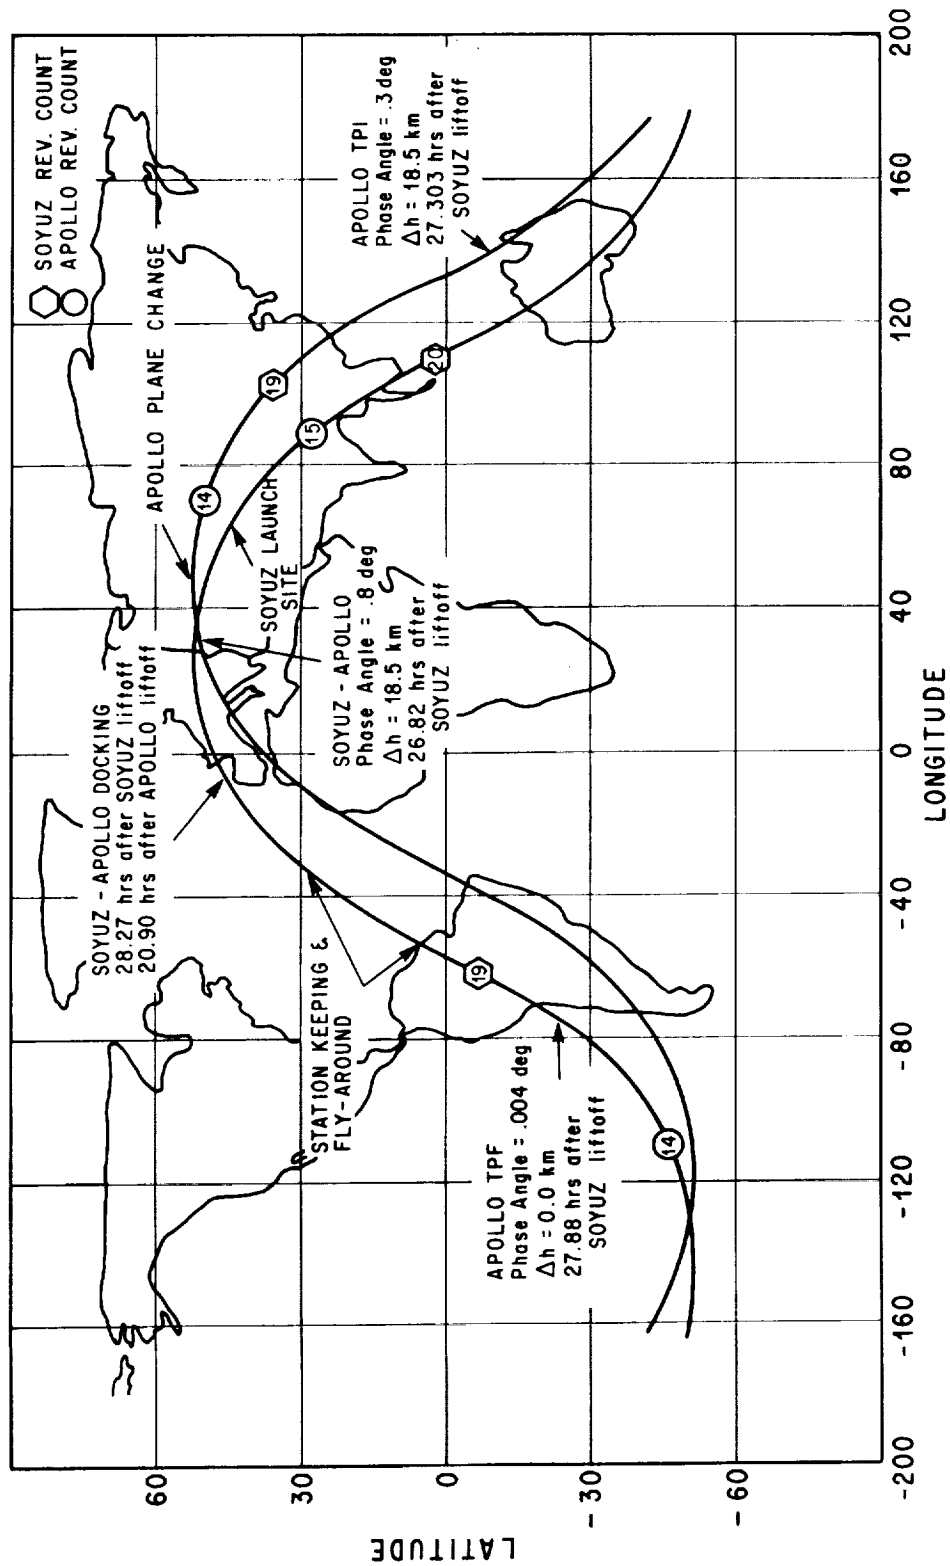 SOYUZ REV. COUNT
APOLLO REV. COUNT
SOYUZ - APOLLO DOCKING
28.27 hrs after SOYUZ liftoff
20.90 hrs after APOLLO liftoff
APOLLO PLANE CHANGE
14
19
15
20
SOYUZ LAUNCH
SITE
APOLLO TPI
Phase Angle = .3 deg
Δh = 18.5 km
27.303 hrs after
SOYUZ liftoff
SOYUZ - APOLLO
Phase Angle = .8 deg
Δh = 18.5 km
26.82 hrs after
SOYUZ liftoff
STATION KEEPING &
FLY-AROUND
19
14
APOLLO TPF
Phase Angle = .004 deg
Δh = 0.0 km
27.88 hrs after
SOYUZ liftoff
LATITUDE
60
30
0
- 30
- 60
-200
-160
-120
-80
-40
0
40
80
120
160
200
LONGITUDE